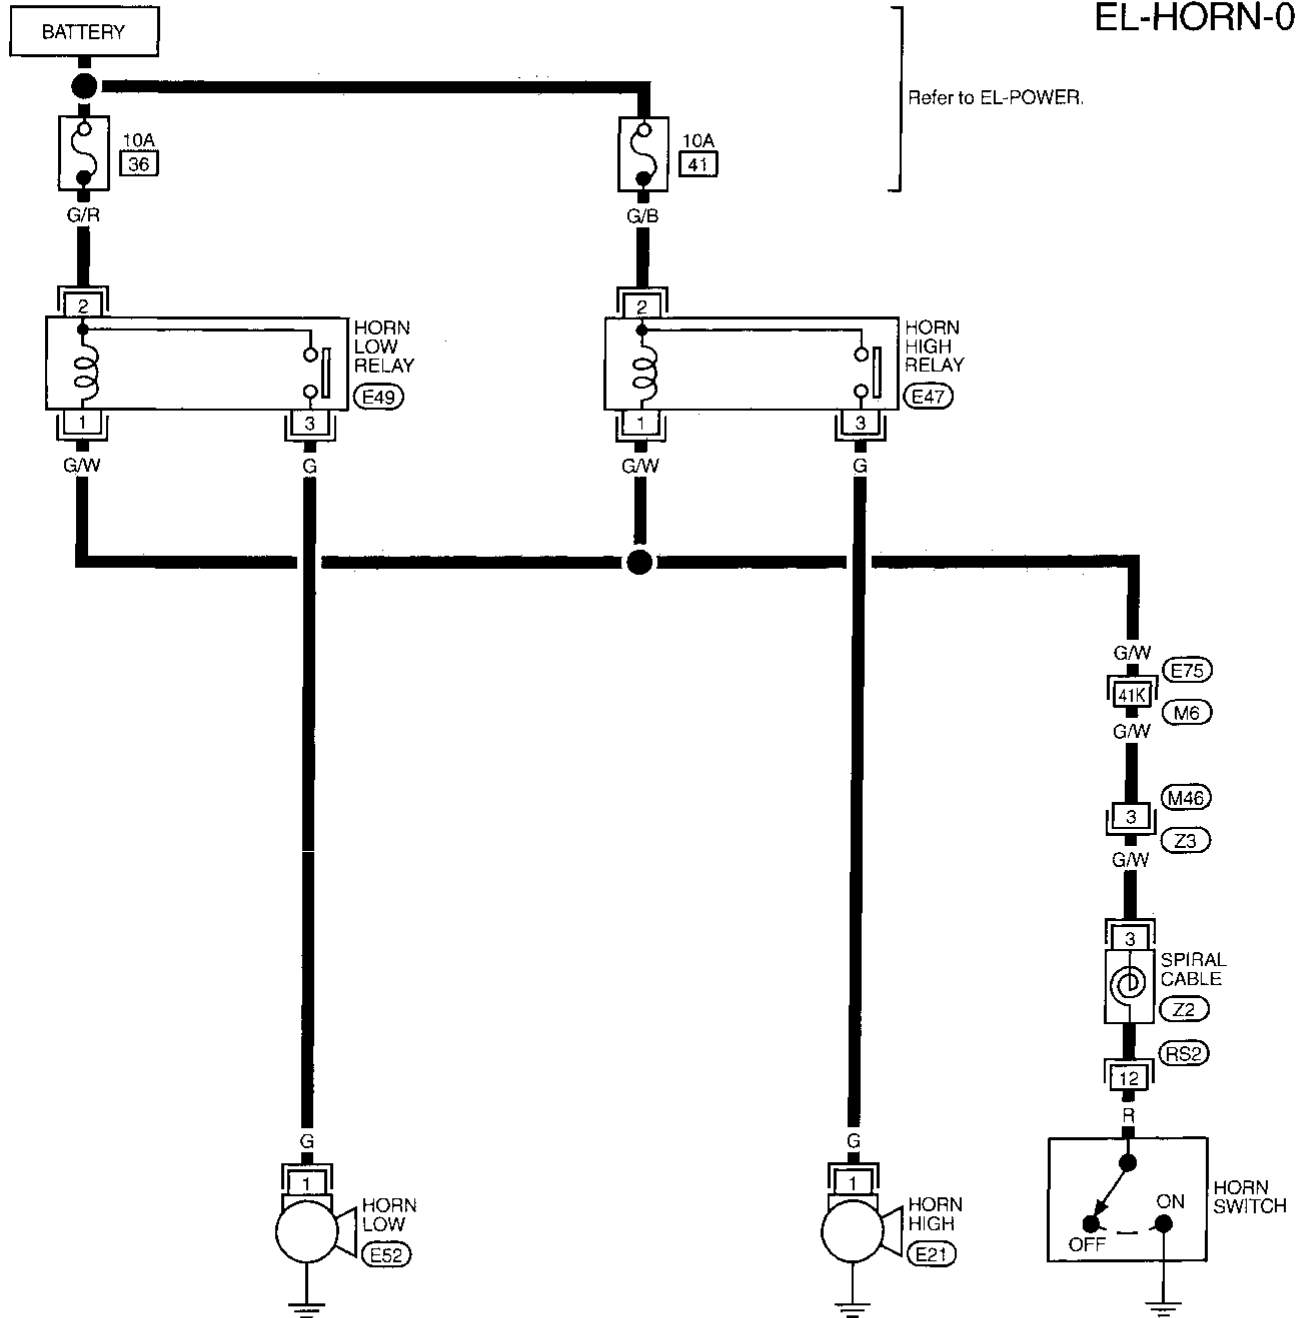 EL-HORN-0
BATTERY
Refer to EL-POWER.
10A
36
10A
41
G/R
G/B
2
2
HORN
LOW
RELAY
E49
HORN
HIGH
RELAY
E47
1
3
1
3
G/W
G
G/W
G
G/W
E75
41K
M6
G/W
M46
3
Z3
G/W
3
SPIRAL
CABLE
Z2
RS2
12
R
G
G
1
1
HORN
LOW
E52
HORN
HIGH
E21
ON
OFF
HORN
SWITCH